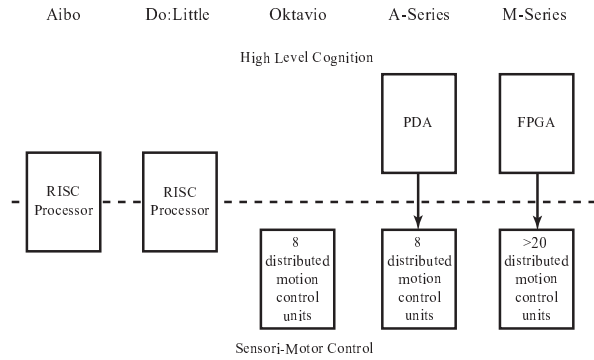 Aibo Do:Little Oktavio A-Series M-Series
High Level Cognition
PDA
FPGA
RISC
Processor
RISC
Processor
8
distributed
motion
control
units
8
distributed
motion
control
units
>20
distributed
motion
control
units
Sensori-Motor Control